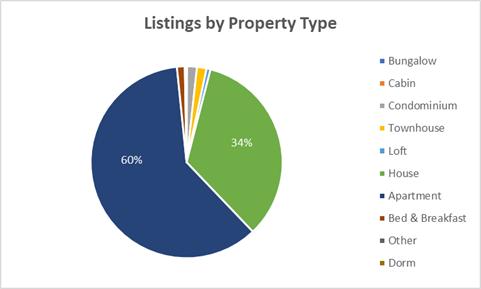 Listings by Property Type
60%
34%
Bungalow
Cabin
Condominium
Townhouse
Loft
House
Apartment
Bed & Breakfast
Other
Dorm